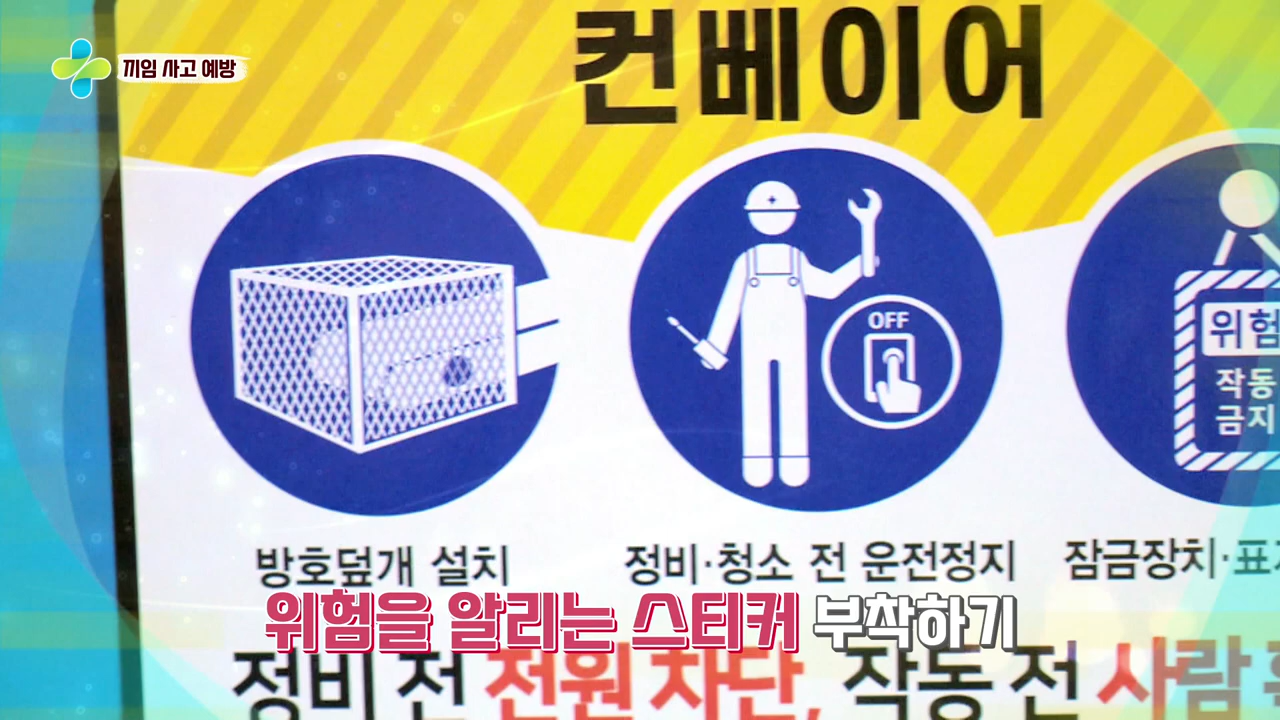 끼임 사고 예방
컨베이어
OFF
위험
작동
금지
방호덮개 설치
정비·청소 전 운전정지
잠금장치·표지
위험을 알리는 스티커 부착하기
정비 전 전원 차단, 작동 전 사람